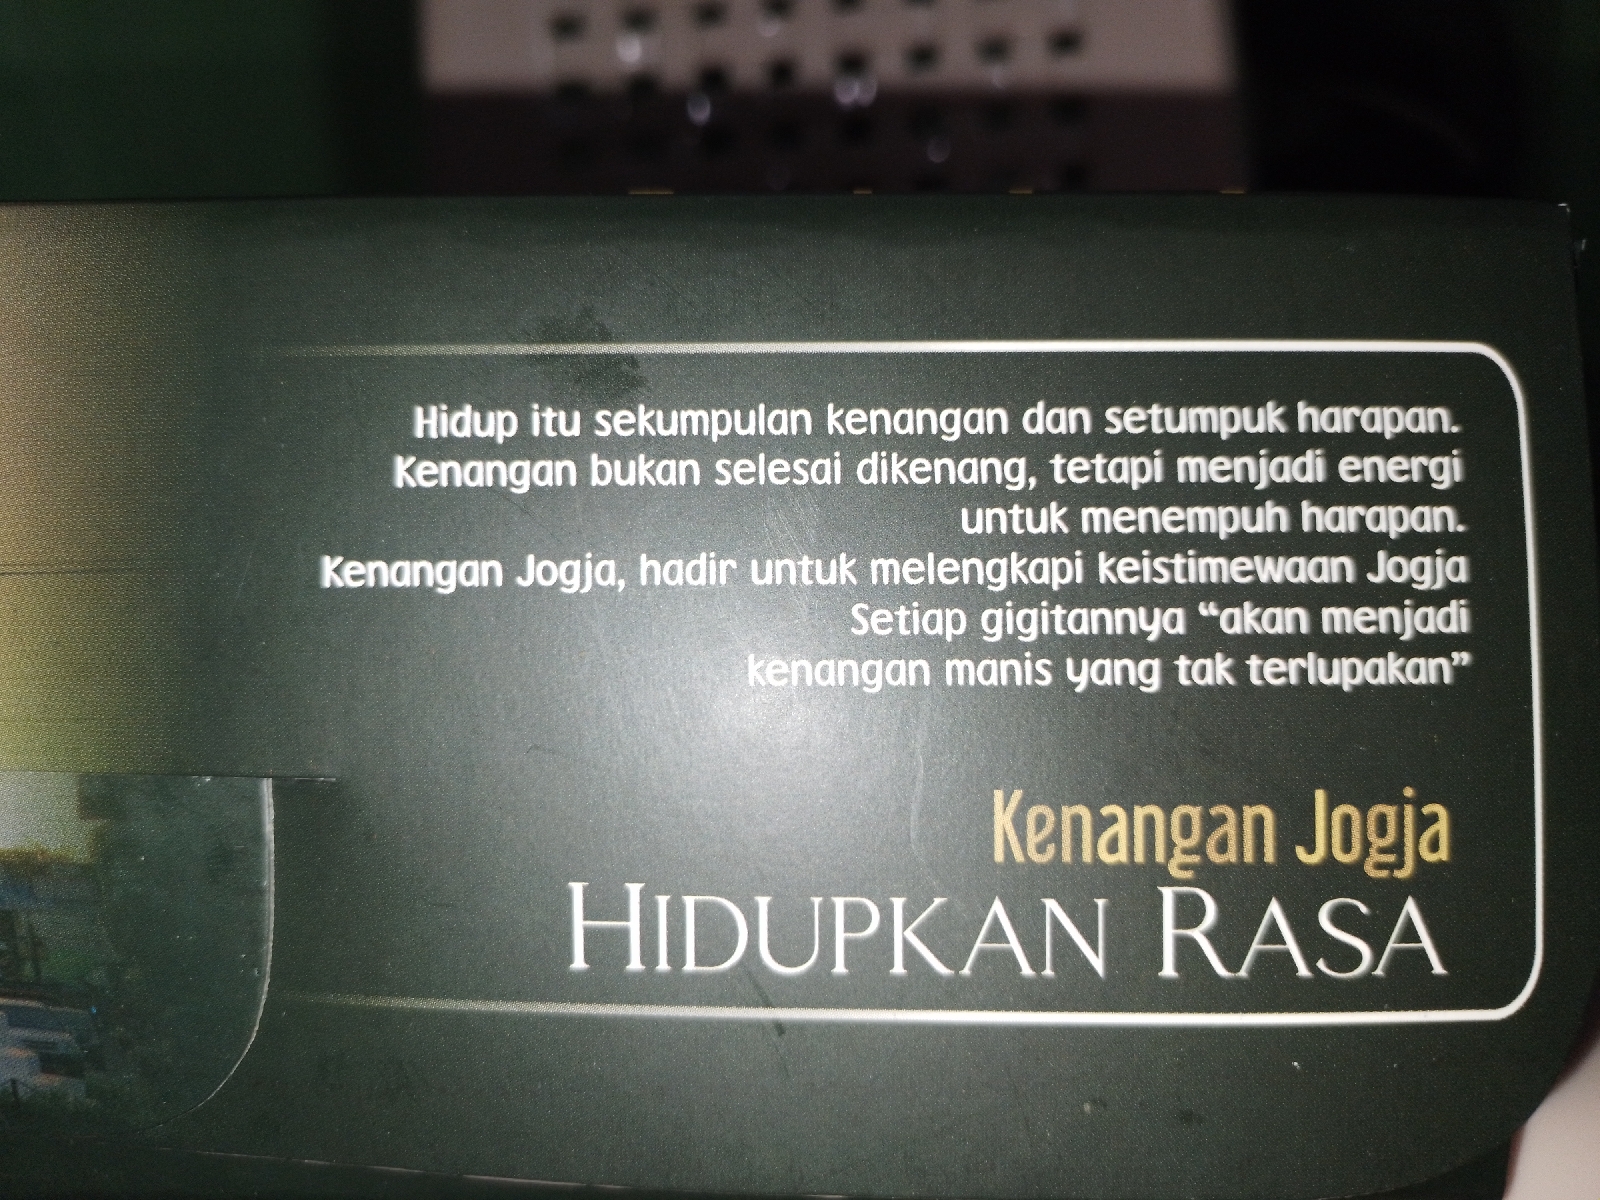 Hidup itu sekumpulan kenangan dan setumpuk harapan.
Kenangan bukan selesai dikenang, tetapi menjadi energi
untuk menempuh harapan.
Kenangan Jogja, hadir untuk melengkapi keistimewaan Jogja
Setiap gigitannya “akan menjadi
kenangan manis yang tak terlupakan”
Kenangan Jogja
HIDUPKAN RASA